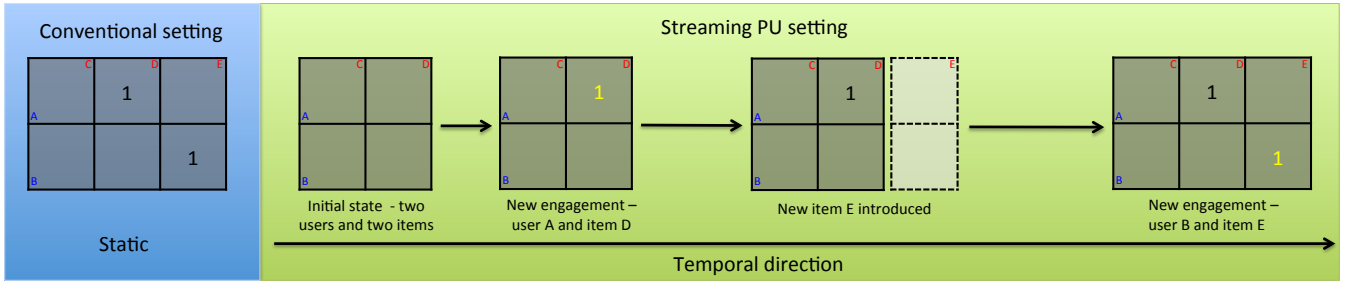 Conventional setting
C D E
1
A
1
B
Static
Streaming PU setting
C D
A
B
Initial state - two
users and two items
C D
1
A
B
New engagement –
user A and item D
C D E
1
A
B
New item E introduced
C D E
1
A
1
B
New engagement –
user B and item E
Temporal direction